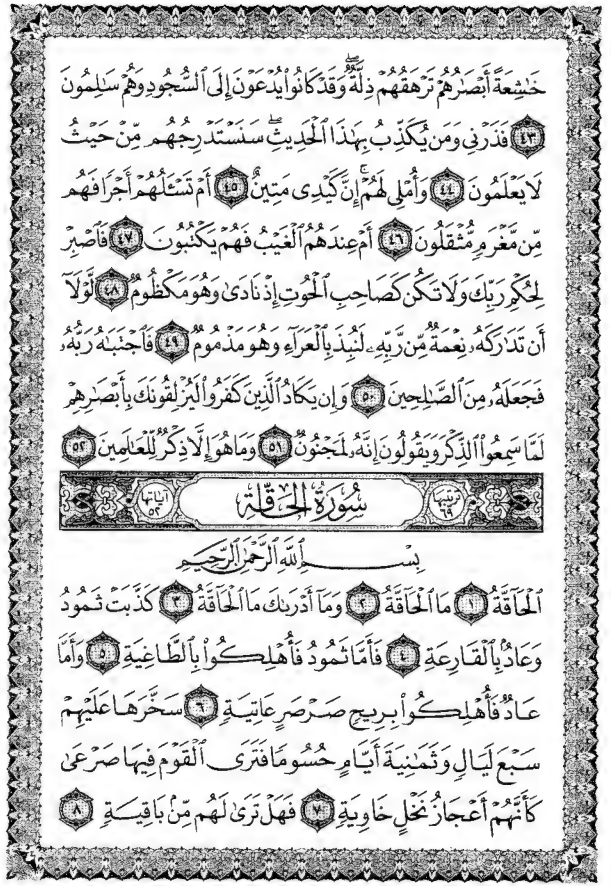 خَٰشِعَةً أَبْصَٰرُهُمْ تَرْهَقُهُمْ ذِلَّةٌۖ وَقَدْ كَانُوا۟ يُدْعَوْنَ إِلَى ٱلسُّجُودِ وَهُمْ سَٰلِمُونَ
﴿٤٣﴾ فَذَرْنِى وَمَن يُكَذِّبُ بِهَٰذَا ٱلْحَدِيثِۖ سَنَسْتَدْرِجُهُم مِّنْ حَيْثُ
لَا يَعْلَمُونَ ﴿٤٤﴾ وَأُمْلِى لَهُمْۚ إِنَّ كَيْدِى مَتِينٌ ﴿٤٥﴾ أَمْ تَسْـَٔلُهُمْ أَجْرًا فَهُم
مِّن مَّغْرَمٍ مُّثْقَلُونَ ﴿٤٦﴾ أَمْ عِندَهُمُ ٱلْغَيْبُ فَهُمْ يَكْتُبُونَ ﴿٤٧﴾ فَٱصْبِرْ
لِحُكْمِ رَبِّكَ وَلَا تَكُن كَصَاحِبِ ٱلْحُوتِ إِذْ نَادَىٰ وَهُوَ مَكْظُومٌ ﴿٤٨﴾ لَّوْلَآ
أَن تَدَٰرَكَهُۥ نِعْمَةٌ مِّن رَّبِّهِۦ لَنُبِذَ بِٱلْعَرَآءِ وَهُوَ مَذْمُومٌ ﴿٤٩﴾ فَٱجْتَبَٰهُ رَبُّهُۥ
فَجَعَلَهُۥ مِنَ ٱلصَّٰلِحِينَ ﴿٥٠﴾ وَإِن يَكَادُ ٱلَّذِينَ كَفَرُوا۟ لَيُزْلِقُونَكَ بِأَبْصَٰرِهِمْ
لَمَّا سَمِعُوا۟ ٱلذِّكْرَ وَيَقُولُونَ إِنَّهُۥ لَمَجْنُونٌ ﴿٥١﴾ وَمَا هُوَ إِلَّا ذِكْرٌ لِّلْعَٰلَمِينَ ﴿٥٢﴾
ترتيبها ٦٩ سُورَةُ الحَاقَّةِ آياتها ٥٢
بِسْمِ ٱللَّهِ ٱلرَّحْمَٰنِ ٱلرَّحِيمِ
ٱلْحَآقَّةُ ﴿١﴾ مَا ٱلْحَآقَّةُ ﴿٢﴾ وَمَآ أَدْرَىٰكَ مَا ٱلْحَآقَّةُ ﴿٣﴾ كَذَّبَتْ ثَمُودُ
وَعَادٌۢ بِٱلْقَارِعَةِ ﴿٤﴾ فَأَمَّا ثَمُودُ فَأُهْلِكُوا۟ بِٱلطَّاغِيَةِ ﴿٥﴾ وَأَمَّا
عَادٌ فَأُهْلِكُوا۟ بِرِيحٍ صَرْصَرٍ عَاتِيَةٍ ﴿٦﴾ سَخَّرَهَا عَلَيْهِمْ
سَبْعَ لَيَالٍ وَثَمَٰنِيَةَ أَيَّامٍ حُسُومًا فَتَرَى ٱلْقَوْمَ فِيهَا صَرْعَىٰ
كَأَنَّهُمْ أَعْجَازُ نَخْلٍ خَاوِيَةٍ ﴿٧﴾ فَهَلْ تَرَىٰ لَهُم مِّنۢ بَاقِيَةٍ ﴿٨﴾